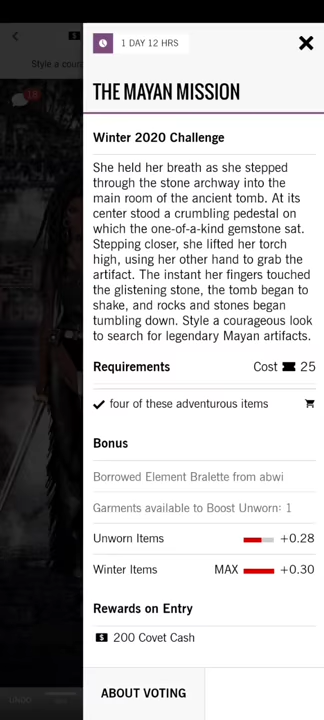 1 DAY 12 HRS
Style a coura
18
THE MAYAN MISSION
Winter 2020 Challenge
She held her breath as she stepped
through the stone archway into the
main room of the ancient tomb. At its
center stood a crumbling pedestal on
which the one-of-a-kind gemstone sat.
Stepping closer, she lifted her torch
high, using her other hand to grab the
artifact. The instant her fingers touched
the glistening stone, the tomb began to
shake, and rocks and stones began
tumbling down. Style a courageous look
to search for legendary Mayan artifacts.
Requirements Cost 25
four of these adventurous items
Bonus
Borrowed Element Bralette from abwi
Garments available to Boost Unworn: 1
Unworn Items +0.28
Winter Items MAX +0.30
Rewards on Entry
$ 200 Covet Cash
UNDO
ABOUT VOTING